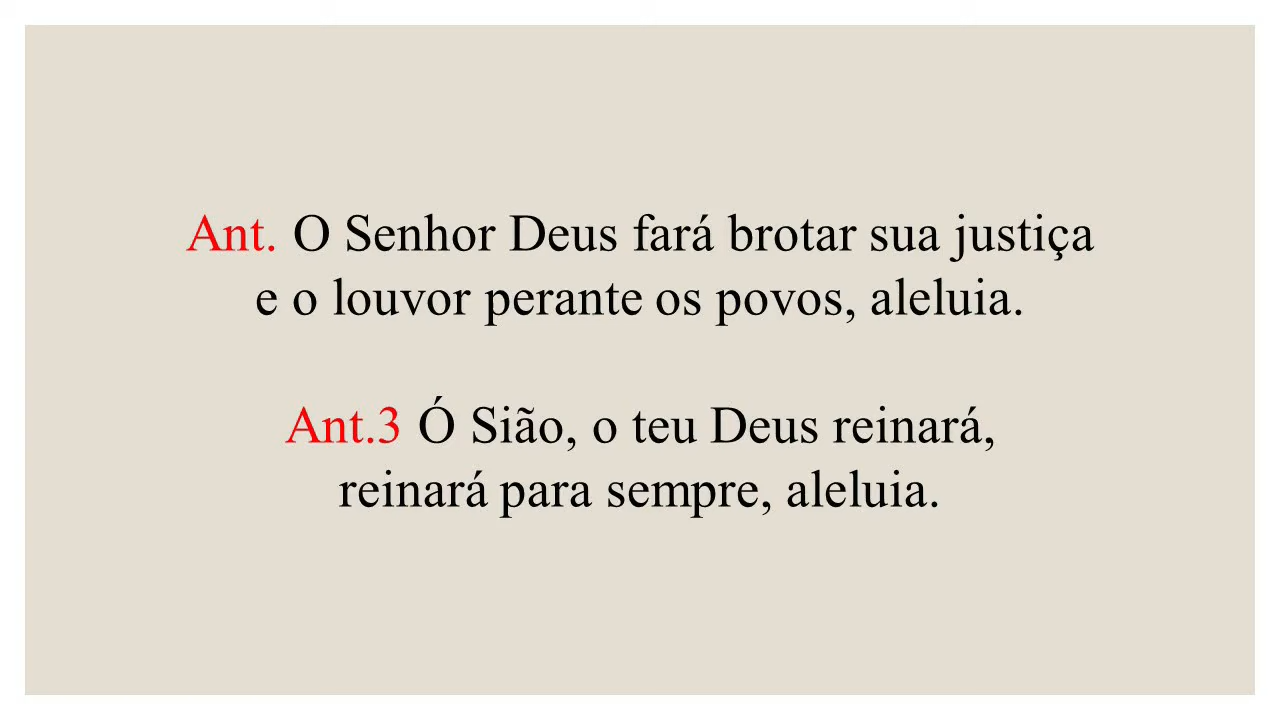 Ant. O Senhor Deus fará brotar sua justiça
e o louvor perante os povos, aleluia.
Ant.3 Ó Sião, o teu Deus reinará,
reinará para sempre, aleluia.